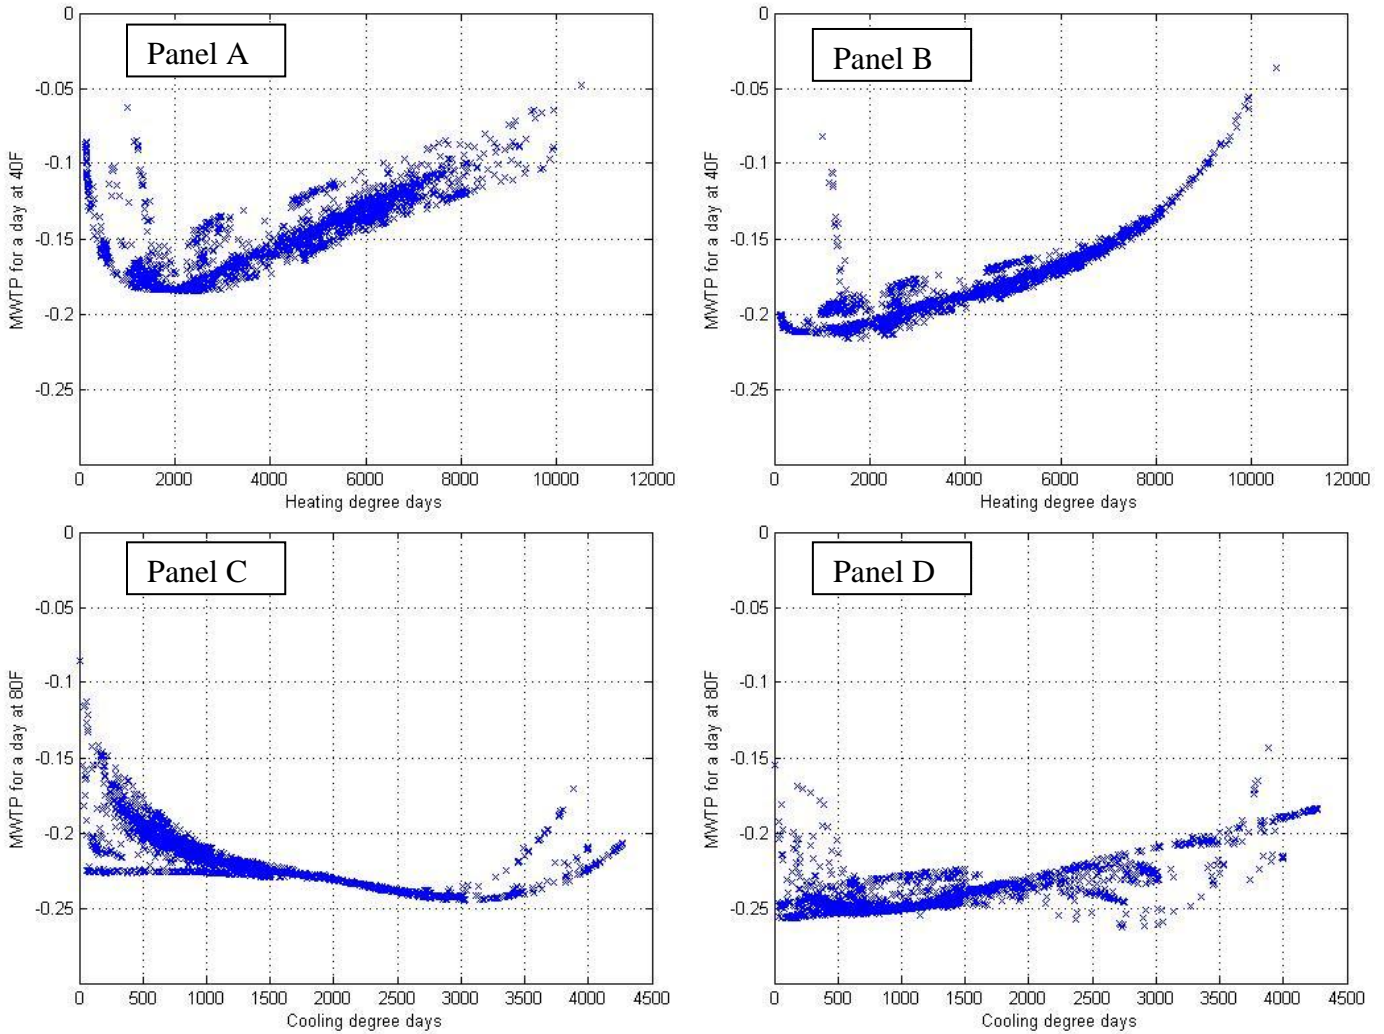 Panel A
0
-0.05
-0.1
-0.15
-0.2
-0.25
MWTP for a day at 40F
0 2000 4000 6000 8000 10000 12000
Heating degree days
Panel B
0
-0.05
-0.1
-0.15
-0.2
-0.25
MWTP for a day at 40F
0 2000 4000 6000 8000 10000 12000
Heating degree days
Panel C
0
-0.05
-0.1
-0.15
-0.2
-0.25
MWTP for a day at 80F
0 500 1000 1500 2000 2500 3000 3500 4000 4500
Cooling degree days
Panel D
0
-0.05
-0.1
-0.15
-0.2
-0.25
MWTP for a day at 80F
0 500 1000 1500 2000 2500 3000 3500 4000 4500
Cooling degree days